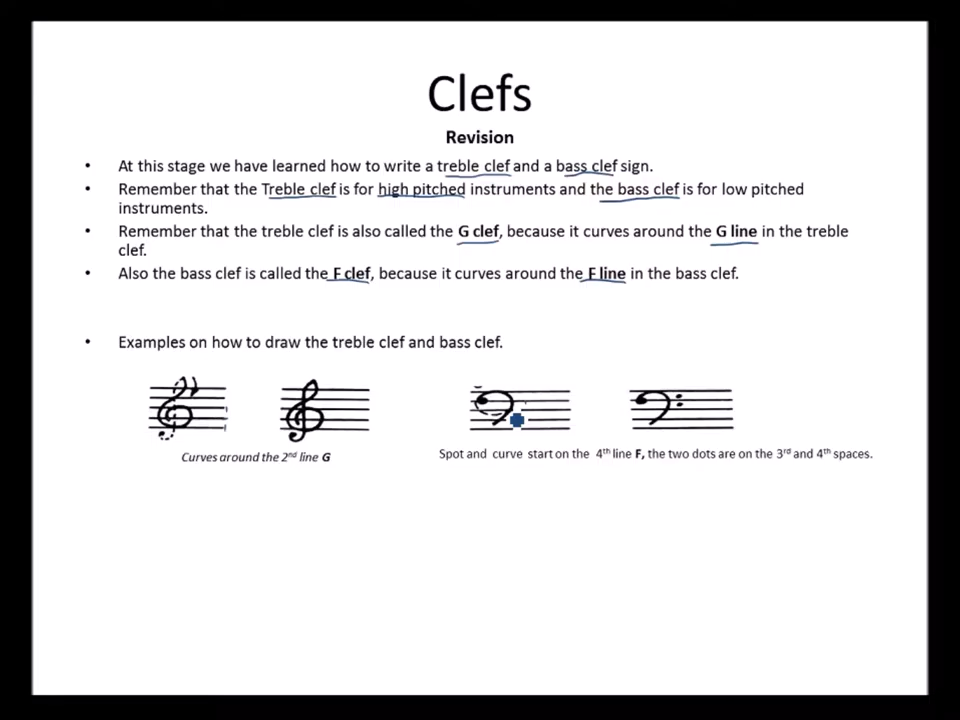 Clefs
Revision
• At this stage we have learned how to write a treble clef and a bass clef sign.
• Remember that the Treble clef is for high pitched instruments and the bass clef is for low pitched
instruments.
• Remember that the treble clef is also called the G clef, because it curves around the G line in the treble
clef.
• Also the bass clef is called the F clef, because it curves around the F line in the bass clef.
• Examples on how to draw the treble clef and bass clef.
Curves around the 2nd line G
Spot and curve start on the 4th line F, the two dots are on the 3rd and 4th spaces.